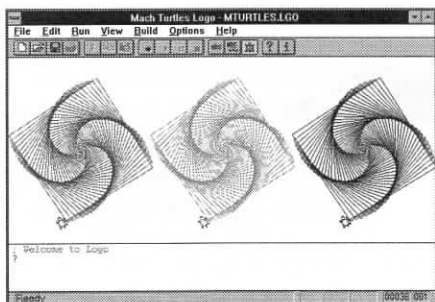 Mach Turtles Logo - MTURTLES.LGO
File Edit Run View Build Options Help
; Welcome to Logo
?
Ready